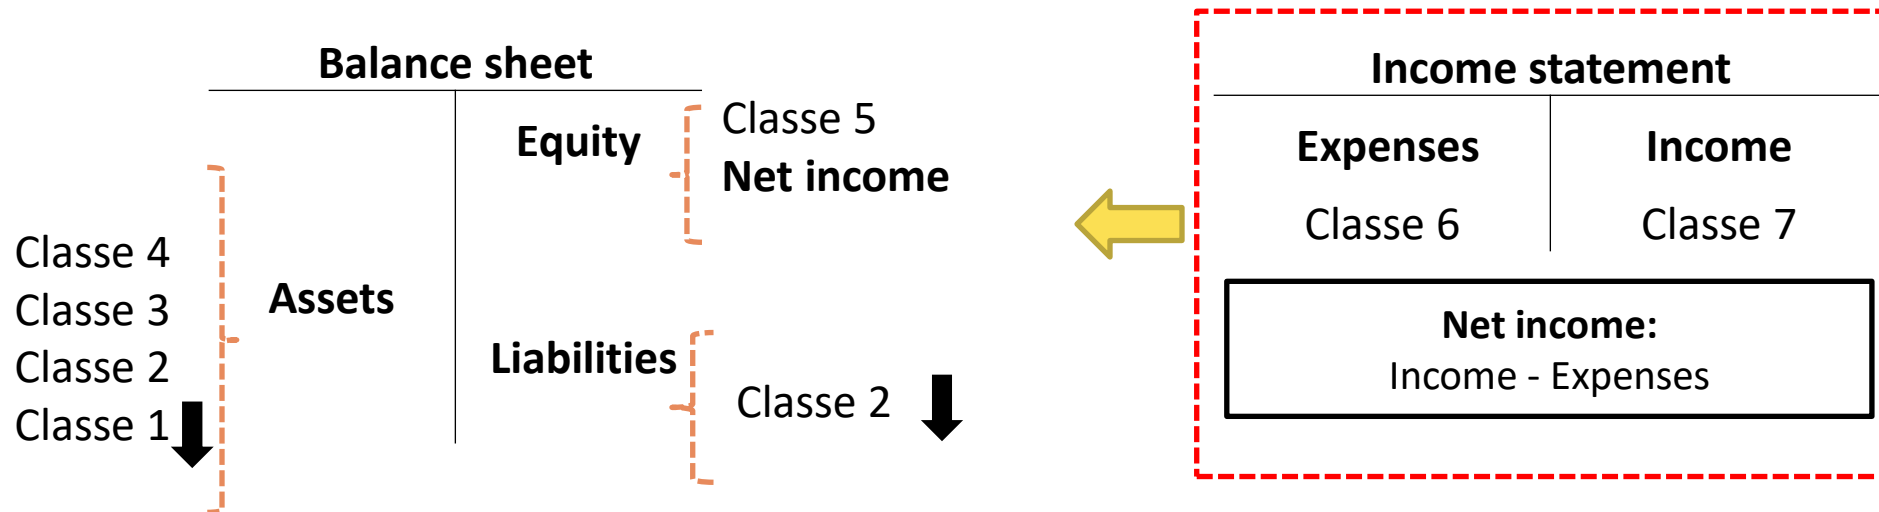 Balance sheet
Equity
Classe 5
Net income
Classe 4
Classe 3
Classe 2
Classe 1
Assets
Liabilities
Classe 2
Income statement
Expenses
Income
Classe 6
Classe 7
Net income:
Income - Expenses